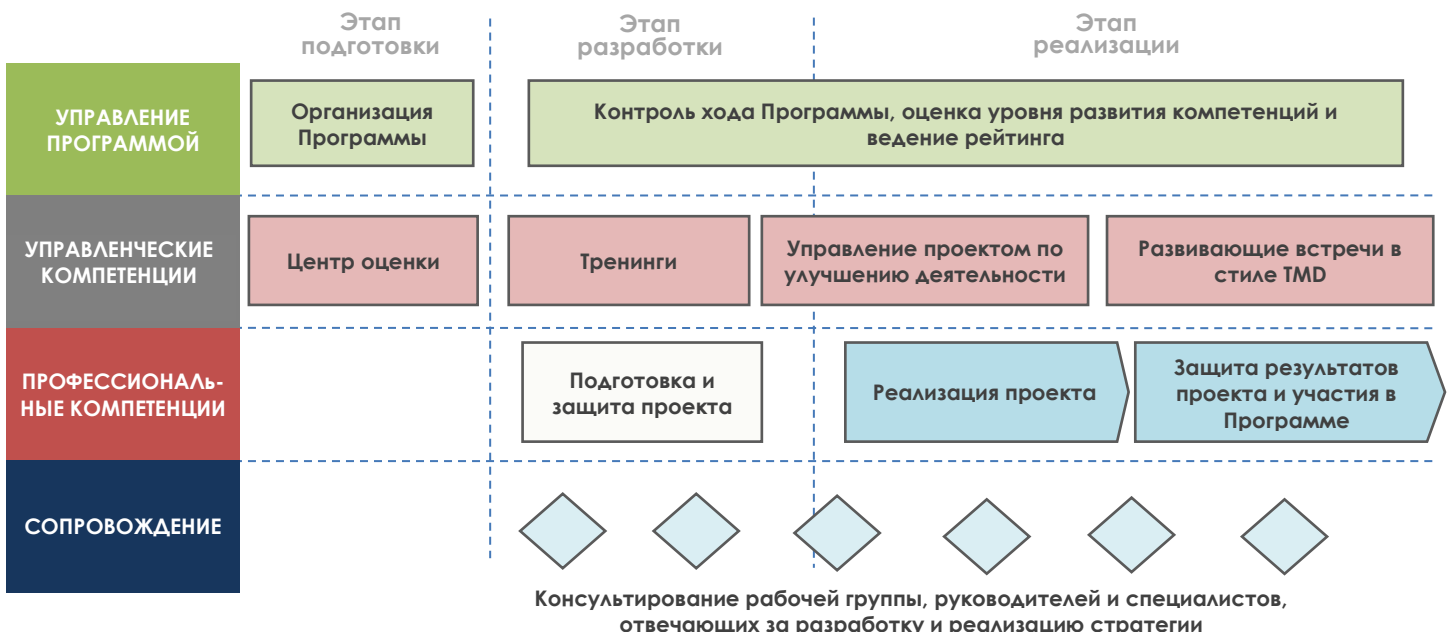 Этап
подготовки
Этап
разработки
Этап
реализации
УПРАВЛЕНИЕ
ПРОГРАММОЙ
Организация
Программы
Контроль хода Программы, оценка уровня развития компетенций и
ведение рейтинга
УПРАВЛЕНЧЕСКИЕ
КОМПЕТЕНЦИИ
Центр оценки
Тренинги
Управление проектом по
улучшению деятельности
Развивающие встречи в
стиле TMD
ПРОФЕССИОНАЛЬ-
НЫЕ КОМПЕТЕНЦИИ
Подготовка и
защита проекта
Реализация проекта
Защита результатов
проекта и участия в
Программе
СОПРОВОЖДЕНИЕ
Консультирование рабочей группы, руководителей и специалистов,
отвечающих за разработку и реализацию стратегии